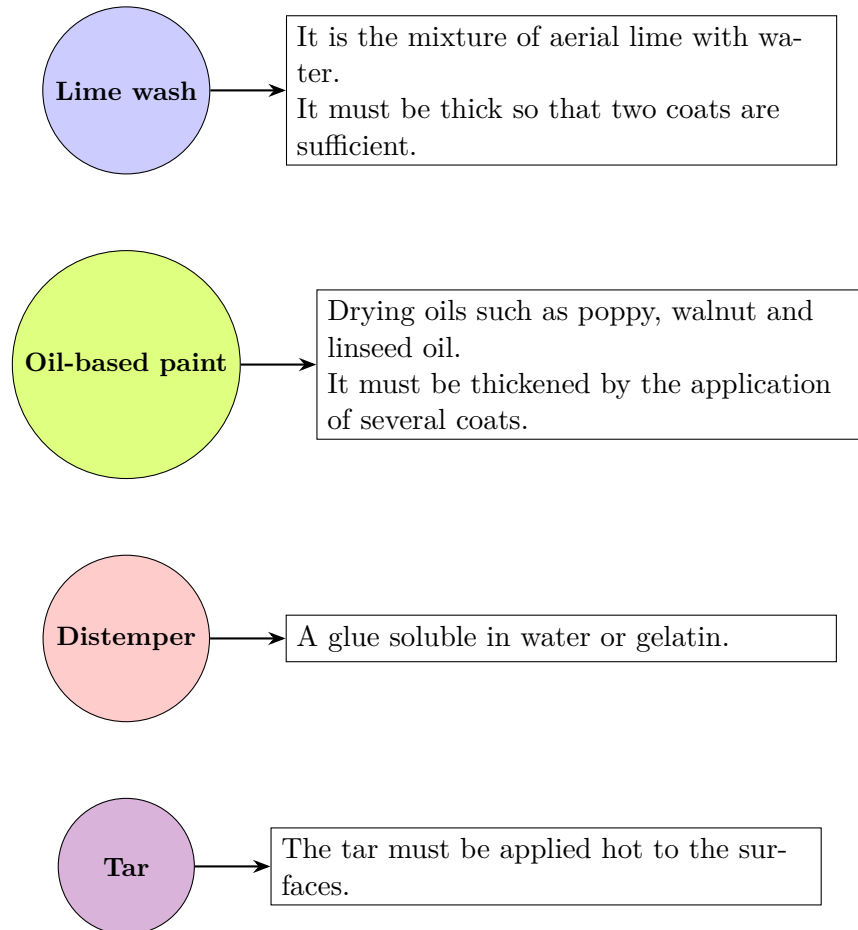 Lime wash
It is the mixture of aerial lime with wa-
ter.
It must be thick so that two coats are
sufficient.
Oil-based paint
Drying oils such as poppy, walnut and
linseed oil.
It must be thickened by the application
of several coats.
Distemper
A glue soluble in water or gelatin.
Tar
The tar must be applied hot to the sur-
faces.